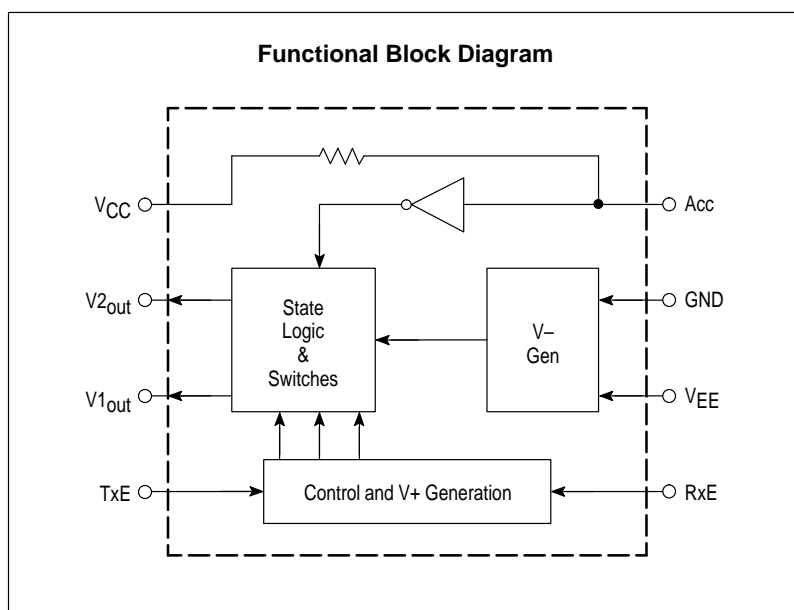 Functional Block Diagram
VCC
Acc
V2out
State
Logic
&
Switches
V–
Gen
GND
V1out
VEE
TxE
Control and V+ Generation
RxE